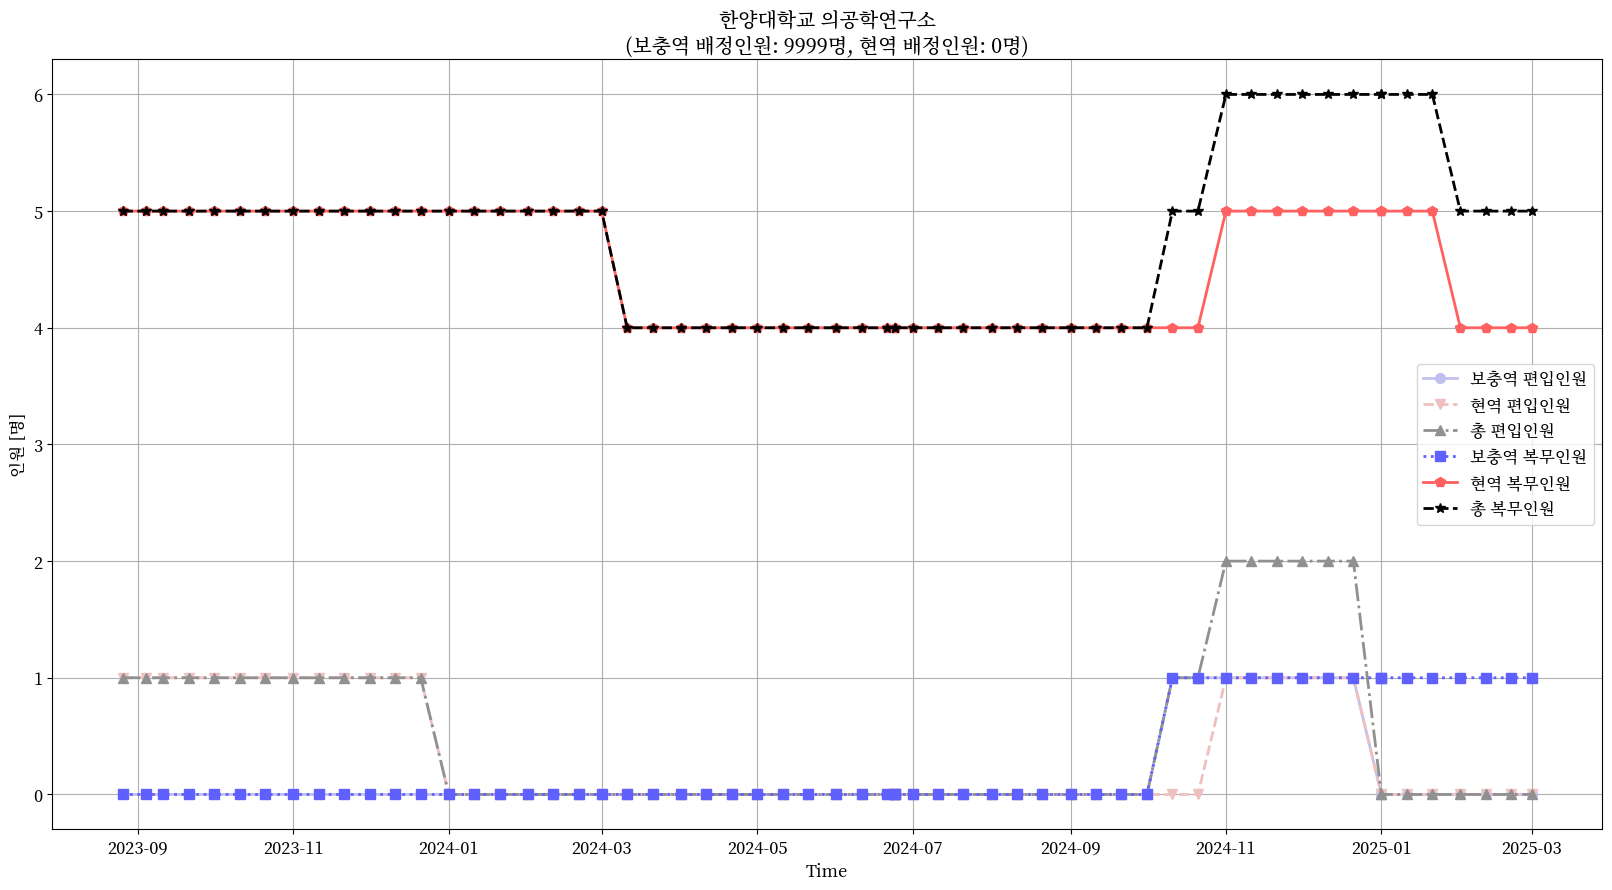 한양대학교 의공학연구소
(보충역 배정인원: 9999명, 현역 배정인원: 0명)
인원 [명]
6
5
4
3
2
1
0
보충역 편입인원
현역 편입인원
총 편입인원
보충역 복무인원
현역 복무인원
총 복무인원
2023-09
2023-11
2024-01
2024-03
2024-05
2024-07
2024-09
2024-11
2025-01
2025-03
Time